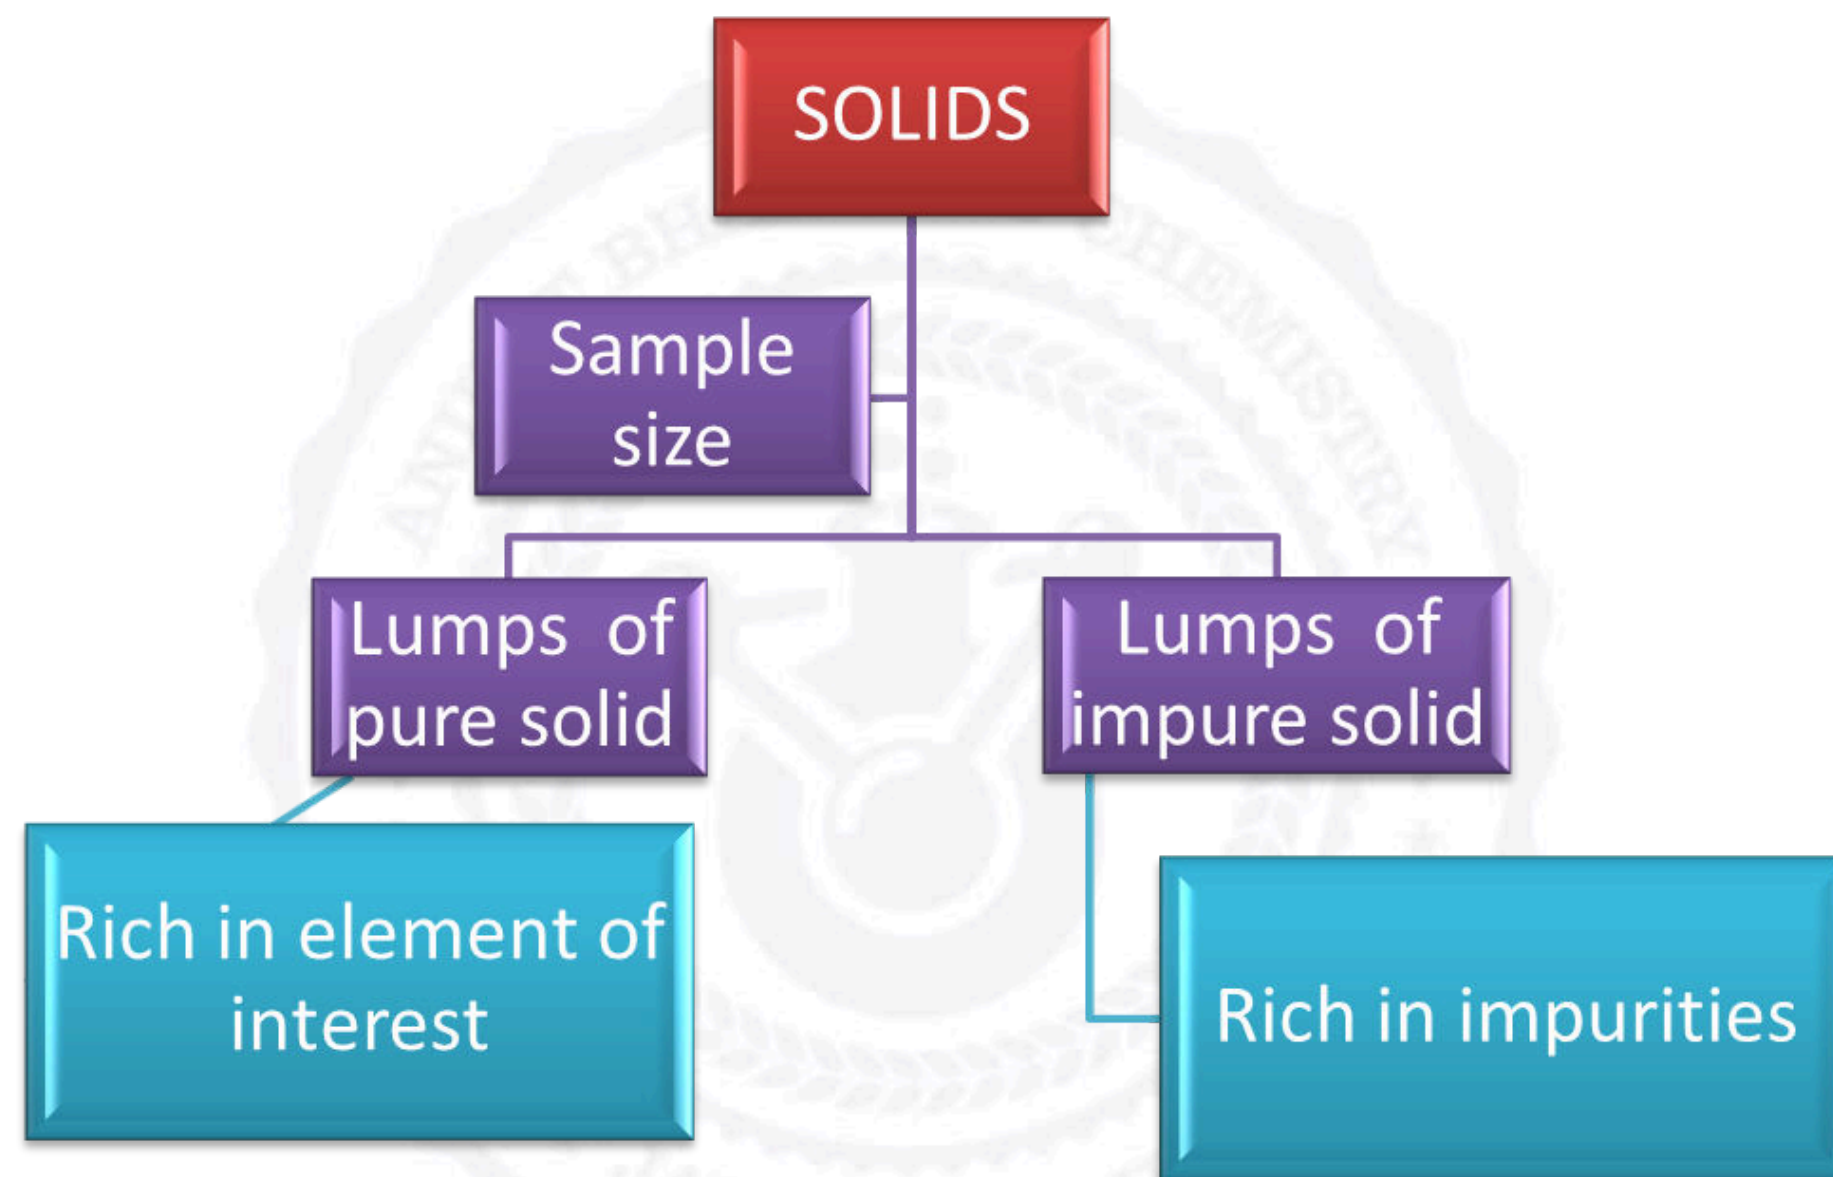 SOLIDS
Sample
size
Lumps of
pure solid
Lumps of
impure solid
Rich in element of
interest
Rich in impurities
CHEMISTRY